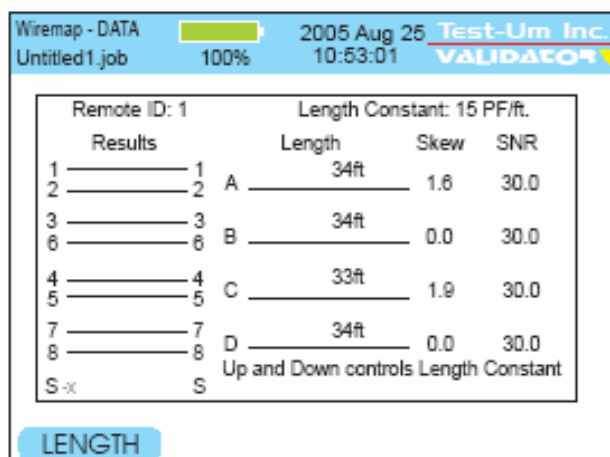 Wiremap - DATA 2005 Aug 25 Test-Um Inc.
Untitled1.job 100% 10:53:01 VALIDATOR
Remote ID: 1 Length Constant: 15 PF/ft.
Results Length Skew SNR
1 1 A 34ft 1.6 30.0
2 2
3 3 B 34ft 0.0 30.0
6 6
4 4 C 33ft 1.9 30.0
5 5
7 7 D 34ft 0.0 30.0
8 8
Up and Down controls Length Constant
S -x S
LENGTH